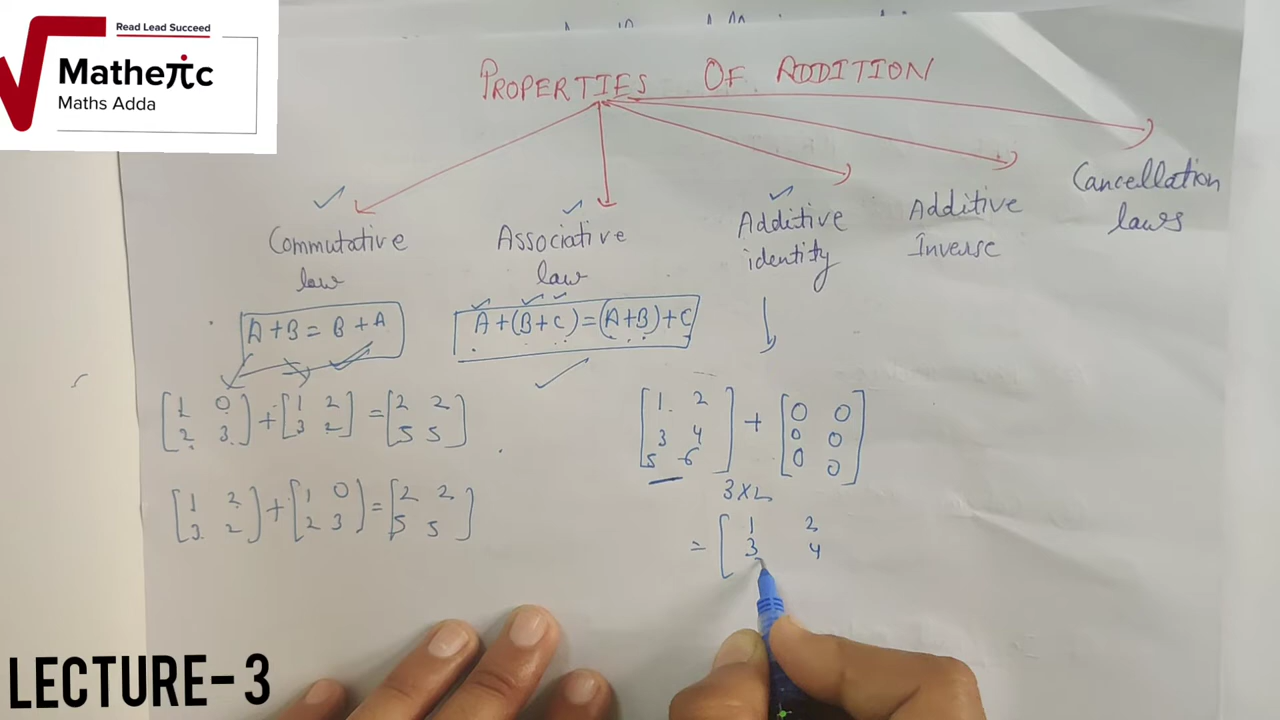 Read Lead Succeed
Matheπc
Maths Adda
PROPERTIES OF ADDITION
Commutative
law
Associative
law
Additive
identity
Additive
Inverse
Cancellation
laws
A+B = B+A
A+(B+C)=(A+B)+C
[1 0] + [1 2] = [2 2]
[2 3] [3 2] [5 5]
[1 2] + [1 0] = [2 2]
[3 2] [2 3] [5 5]
[1 2] + [0 0]
[3 4] [0 0]
[5 6] [0 0]
3×2
= [1 2
3 4
LECTURE- 3